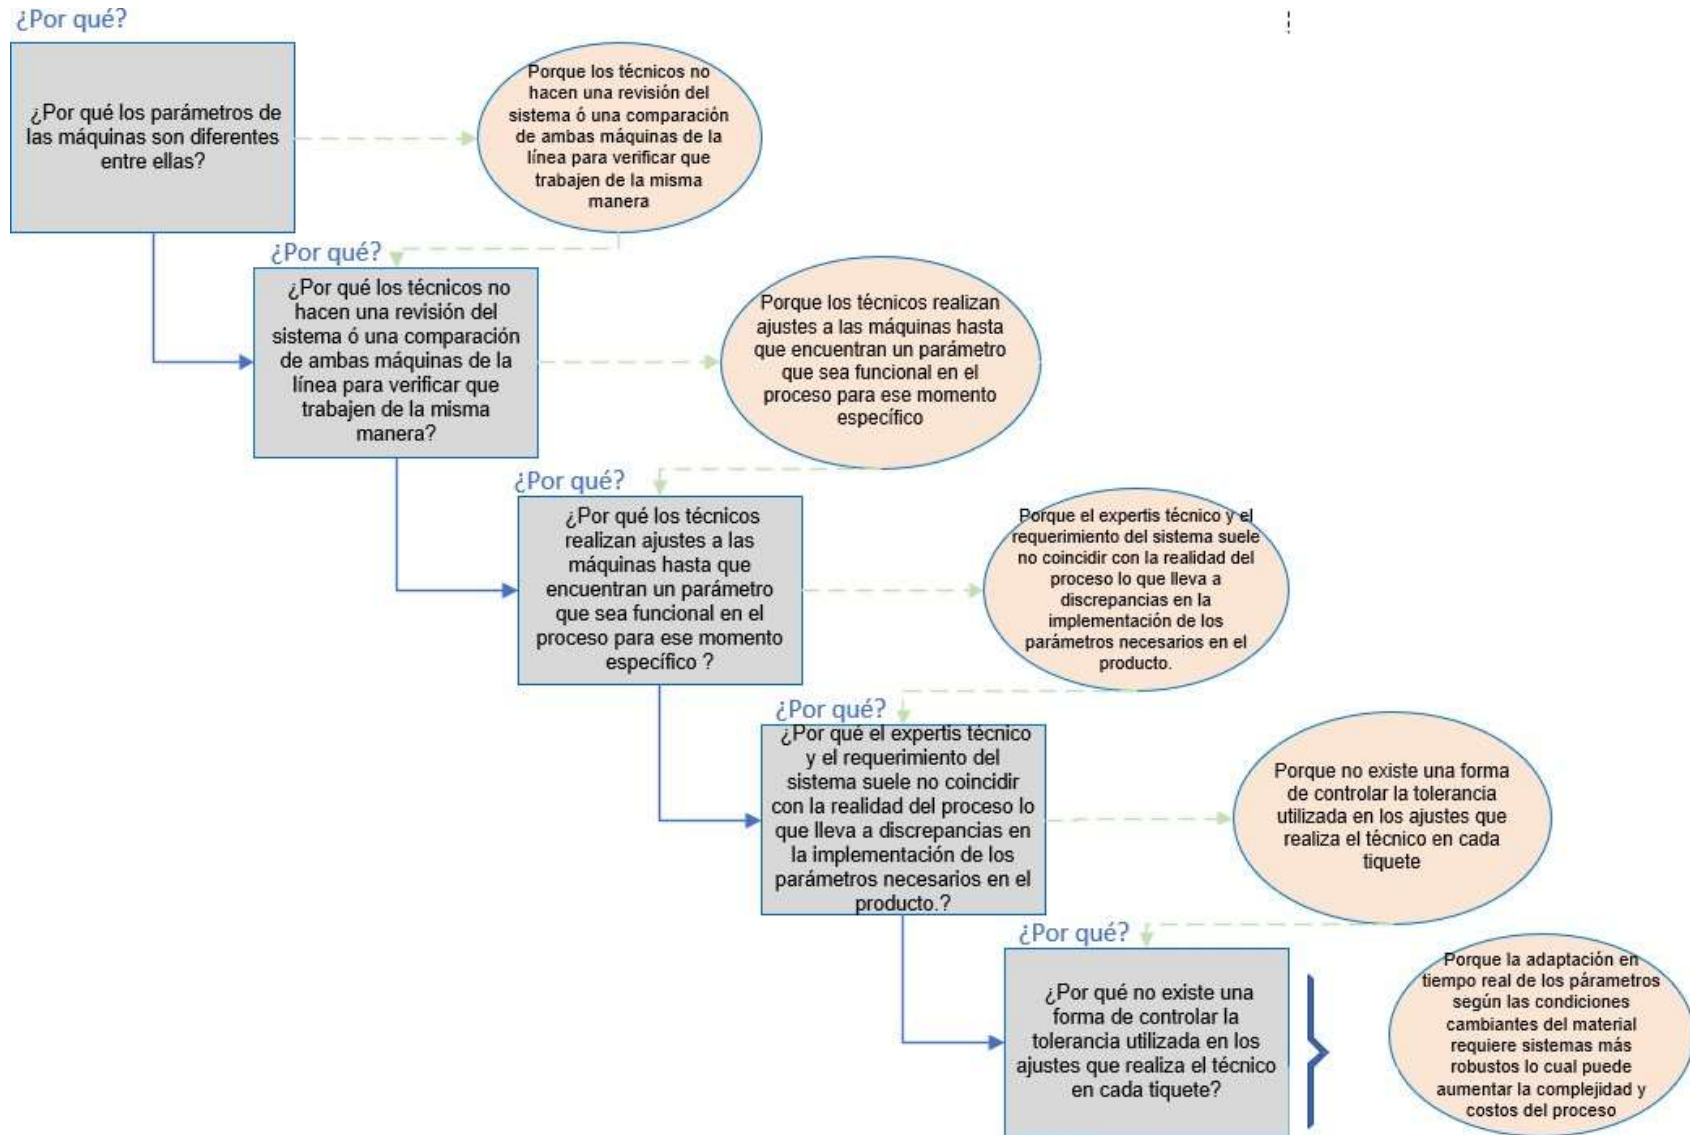 ¿Por qué?
¿Por qué los parámetros de
las máquinas son diferentes
entre ellas?
Porque los técnicos no
hacen una revisión del
sistema ó una comparación
de ambas máquinas de la
línea para verificar que
trabajen de la misma
manera
¿Por qué?
¿Por qué los técnicos no
hacen una revisión del
sistema ó una comparación
de ambas máquinas de la
línea para verificar que
trabajen de la misma
manera?
Porque los técnicos realizan
ajustes a las máquinas hasta
que encuentran un parámetro
que sea funcional en el
proceso para ese momento
específico
¿Por qué?
¿Por qué los técnicos
realizan ajustes a las
máquinas hasta que
encuentran un parámetro
que sea funcional en el
proceso para ese momento
específico ?
Porque el expertis técnico y el
requerimiento del sistema suele
no coincidir con la realidad del
proceso lo que lleva a
discrepancias en la
implementación de los
parámetros necesarios en el
producto.
¿Por qué?
¿Por qué el expertis técnico
y el requerimiento del
sistema suele no coincidir
con la realidad del proceso lo
que lleva a discrepancias en
la implementación de los
parámetros necesarios en el
producto.?
Porque no existe una forma
de controlar la tolerancia
utilizada en los ajustes que
realiza el técnico en cada
tiquete
¿Por qué?
¿Por qué no existe una
forma de controlar la
tolerancia utilizada en los
ajustes que realiza el técnico
en cada tiquete?
Porque la adaptación en
tiempo real de los párametros
según las condiciones
cambiantes del material
requiere sistemas más
robustos lo cual puede
aumentar la complejidad y
costos del proceso